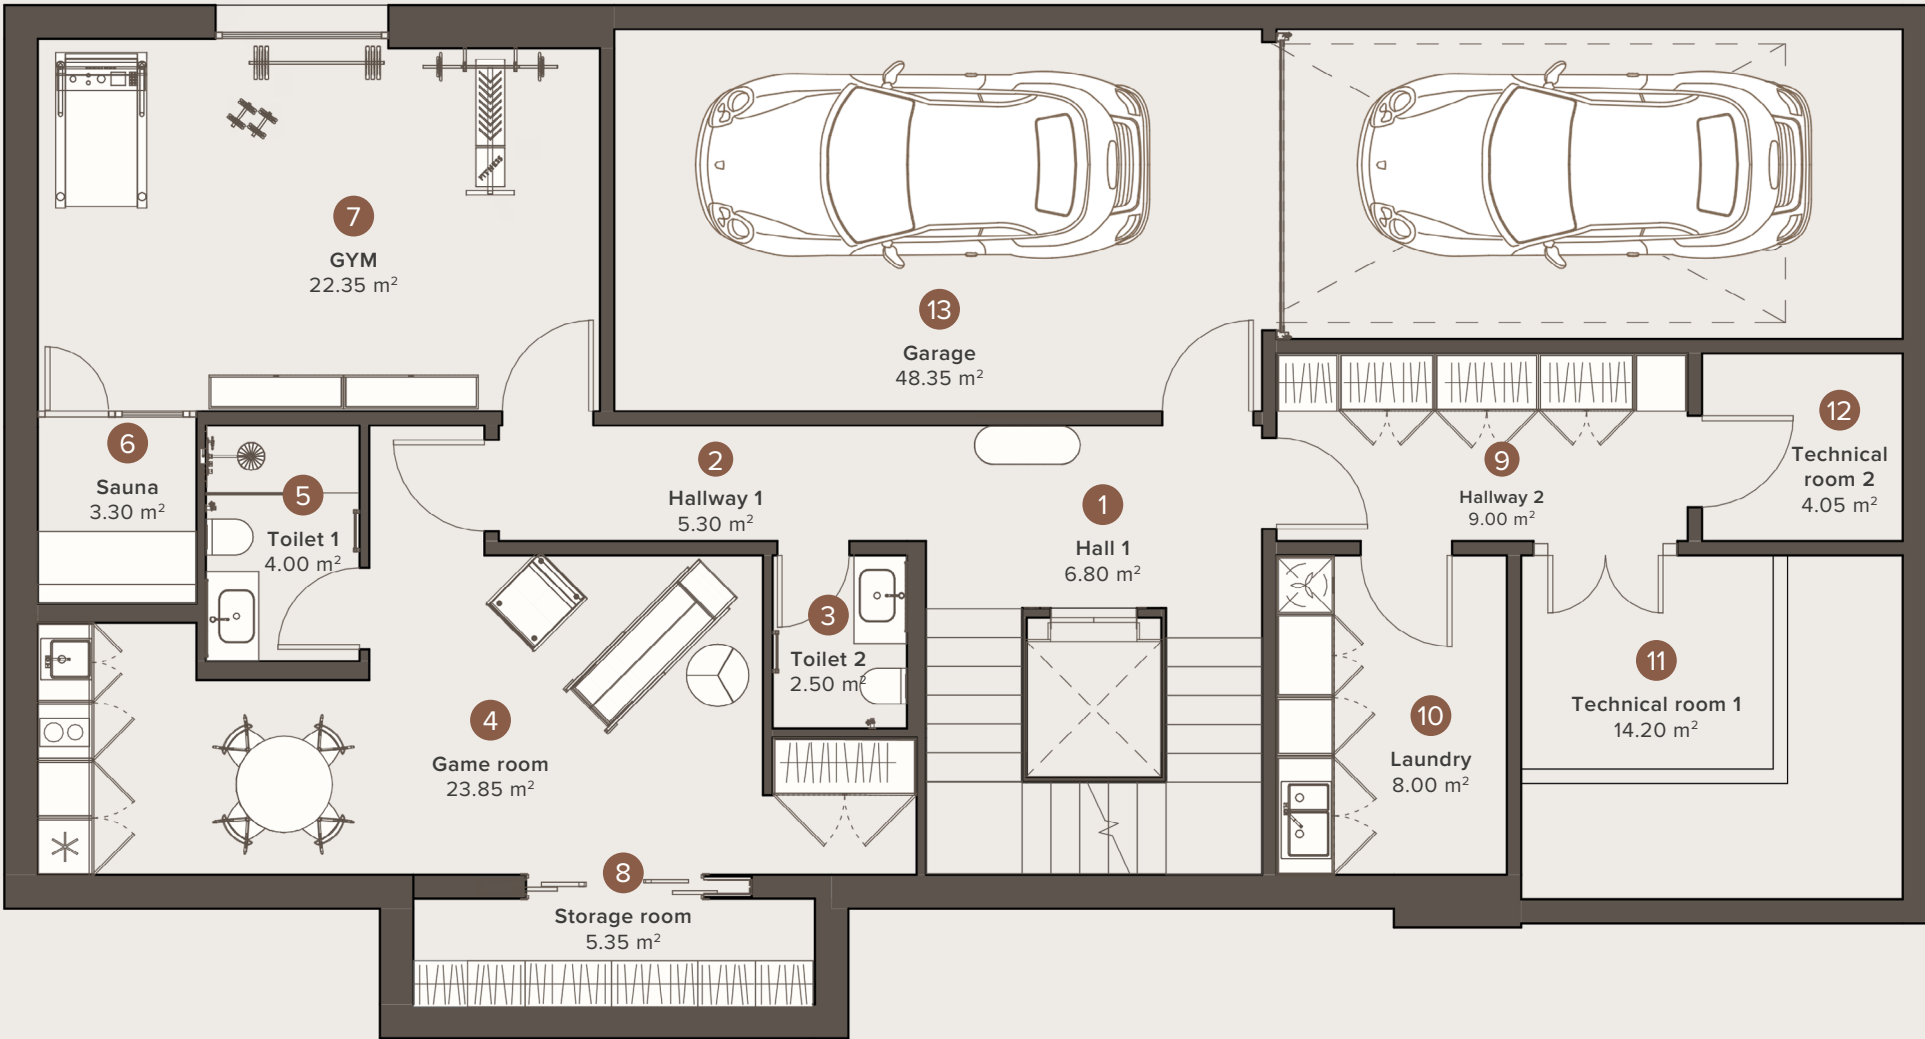 7
GYM
22.35 m²
FITNESS
13
Garage
48.35 m²
6
Sauna
3.30 m²
5
Toilet 1
4.00 m²
2
Hallway 1
5.30 m²
1
Hall 1
6.80 m²
9
Hallway 2
9.00 m²
12
Technical
room 2
4.05 m²
3
Toilet 2
2.50 m²
4
Game room
23.85 m²
10
Laundry
8.00 m²
11
Technical room 1
14.20 m²
8
Storage room
5.35 m²